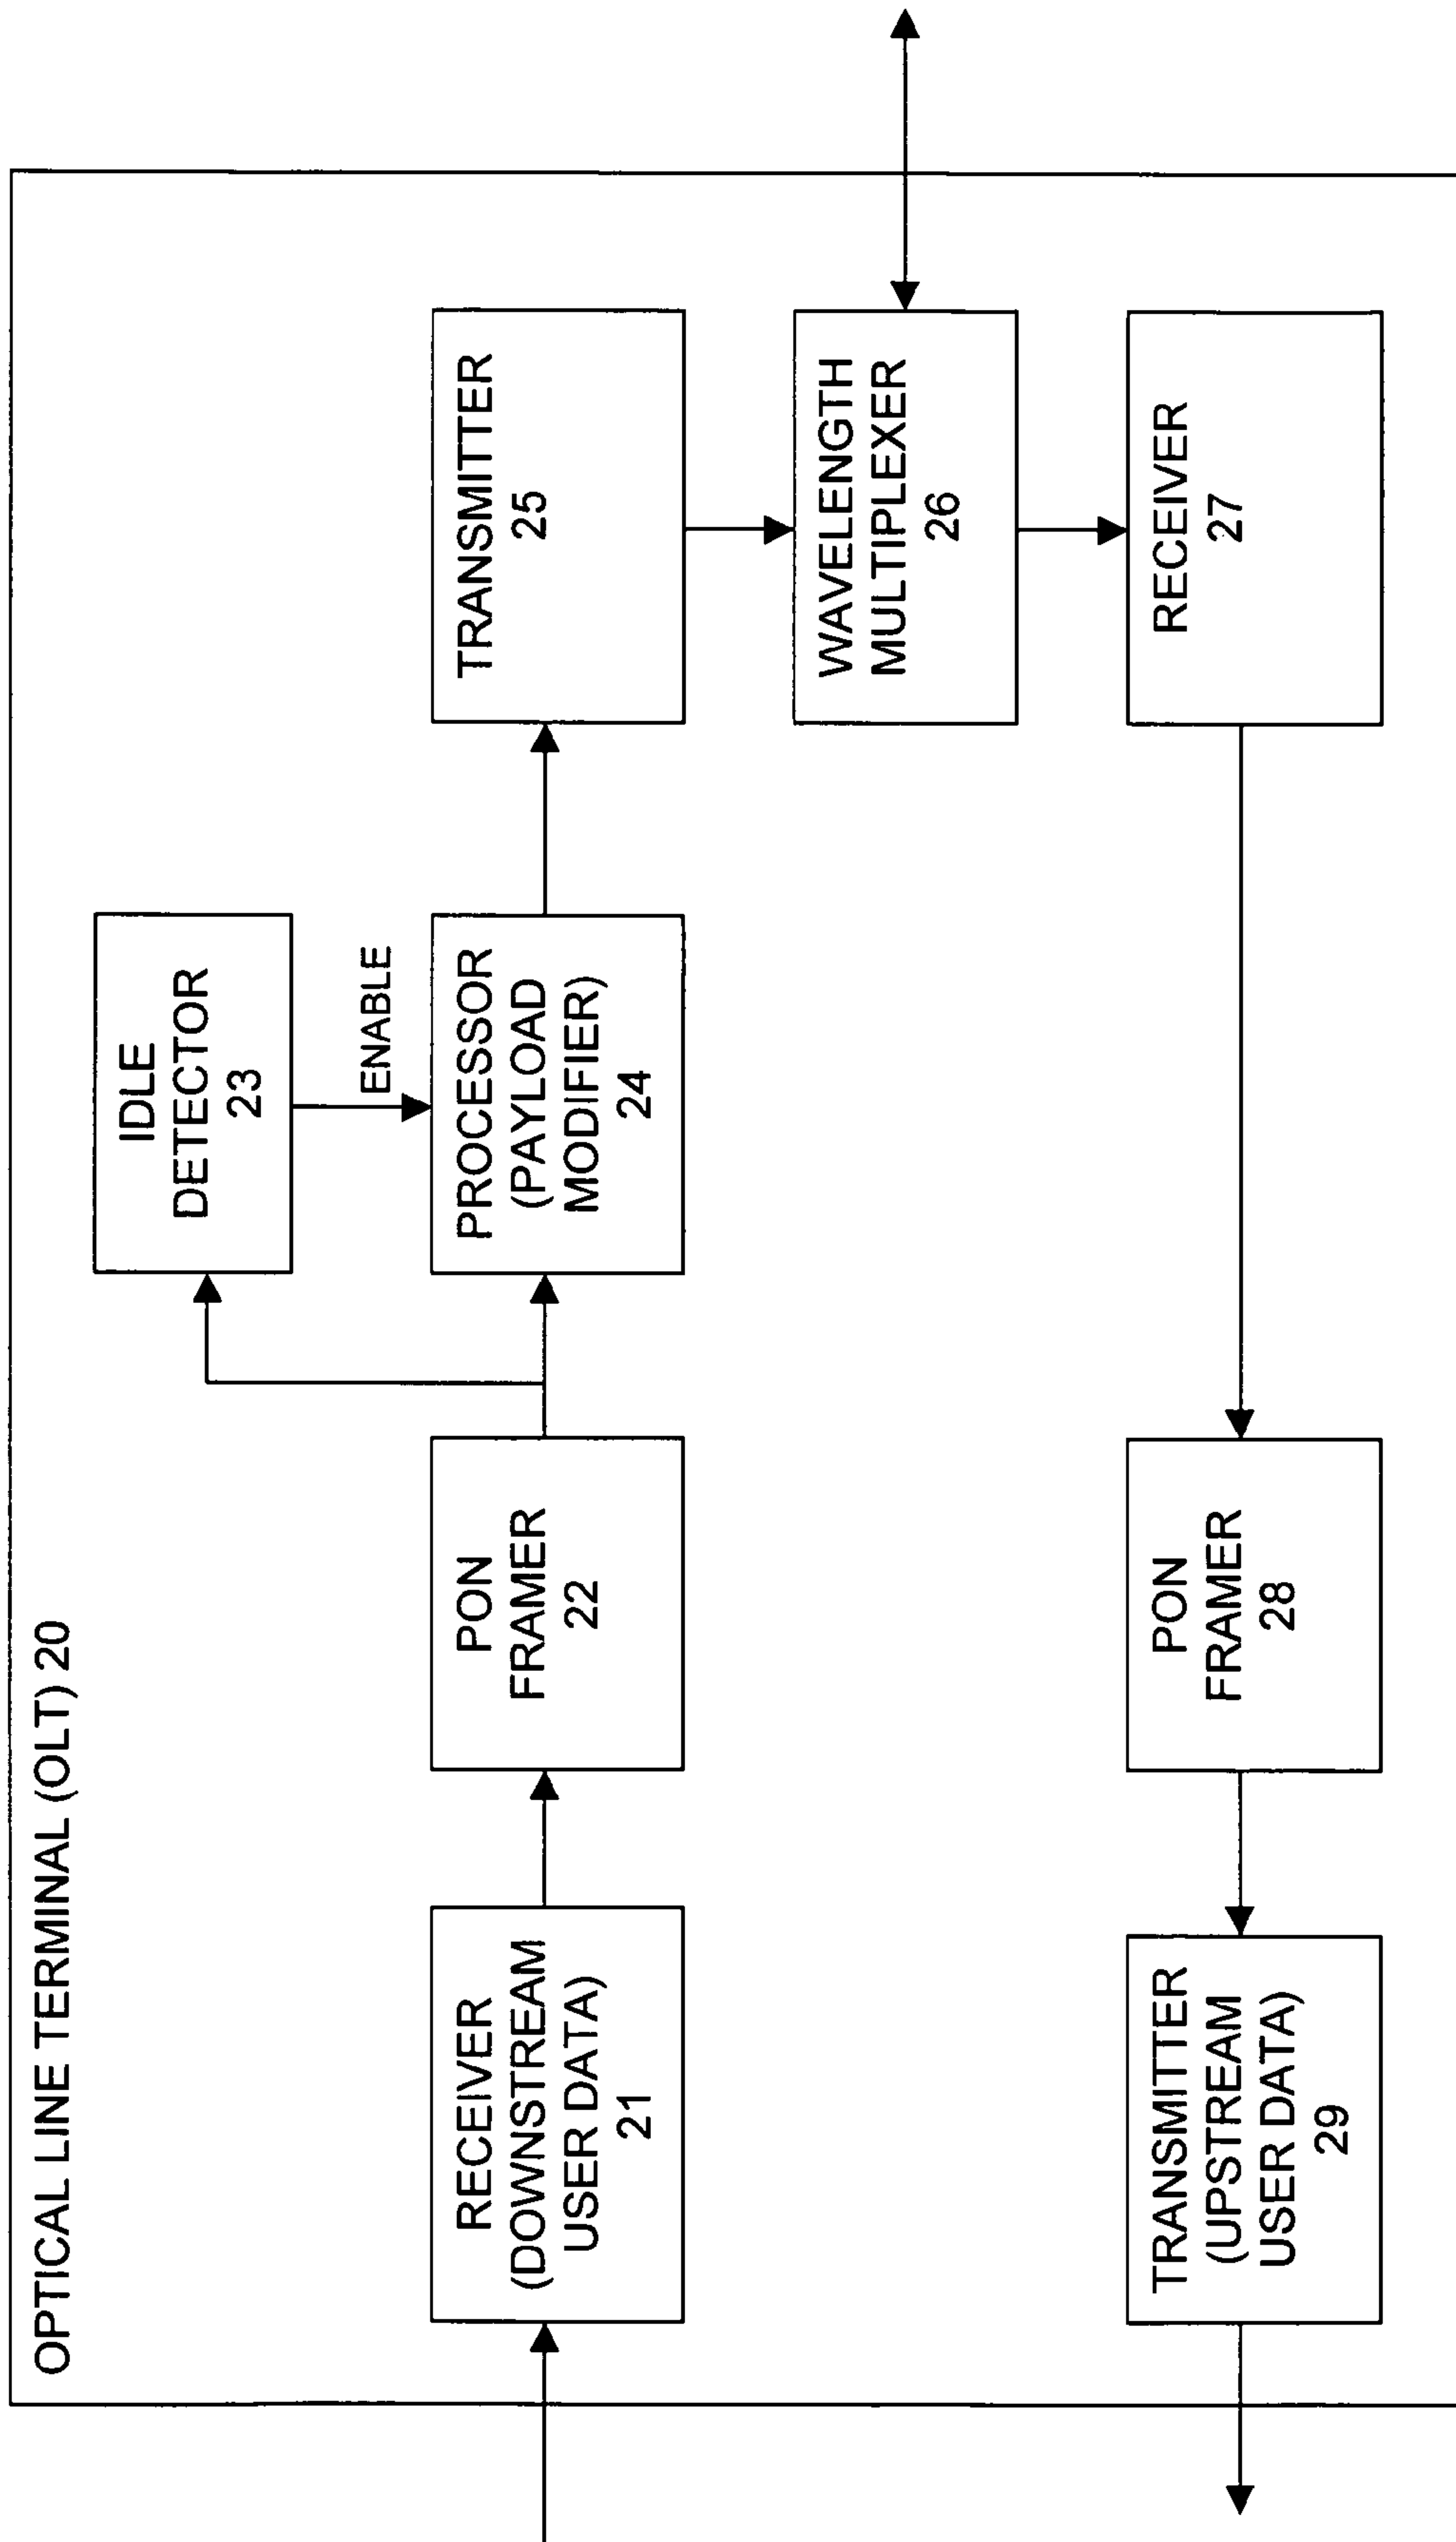 OPTICAL LINE TERMINAL (OLT) 20
IDLE
DETECTOR
23
ENABLE
RECEIVER
(DOWNSTREAM
USER DATA)
21
PON
FRAMER
22
PROCESSOR
(PAYLOAD
MODIFIER)
24
TRANSMITTER
25
WAVELENGTH
MULTIPLEXER
26
TRANSMITTER
(UPSTREAM
USER DATA)
29
PON
FRAMER
28
RECEIVER
27